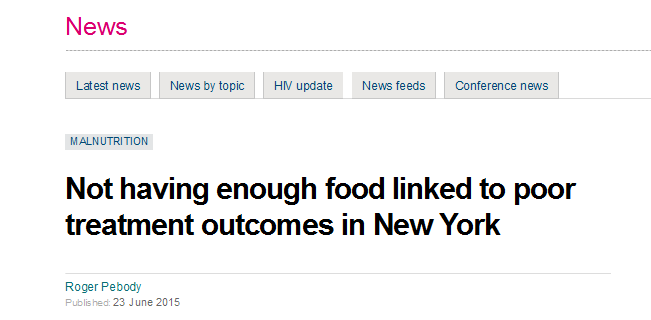 News
Latest news
News by topic
HIV update
News feeds
Conference news
MALNUTRITION
Not having enough food linked to poor
treatment outcomes in New York
Roger Pebody
Published: 23 June 2015